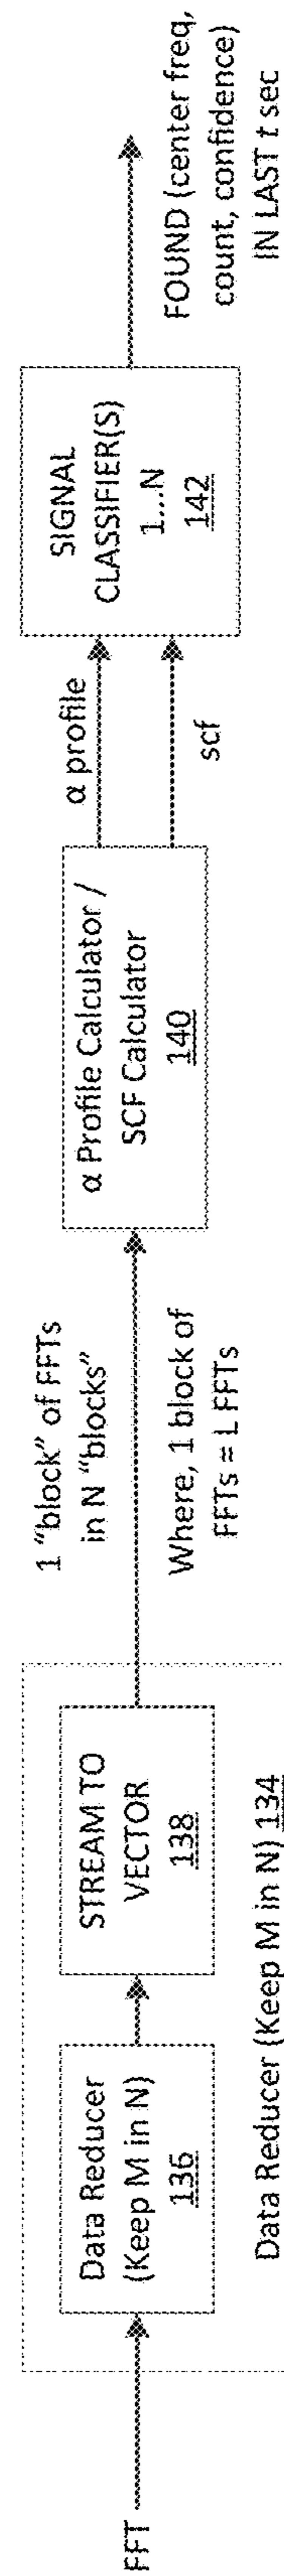 FFT
Data Reducer
(Keep M in N)
136
STREAM TO
VECTOR
138
Data Reducer (Keep M in N) 134
1 “block” of FFTs
in N “blocks”
Where, 1 block of
FFTs = L FFTs
α Profile Calculator /
SCF Calculator
140
α profile
scf
SIGNAL
CLASSIFIER(S)
1...N
142
FOUND (center freq,
count, confidence)
IN LAST t sec